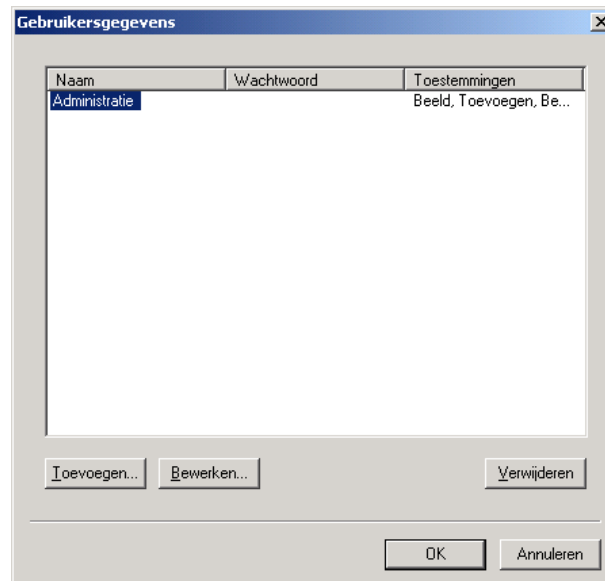 Gebruikersgegevens
Naam Wachtwoord Toestemmingen
Administratie Beeld, Toevoegen, Be...
Toevoegen... Bewerken... Verwijderen
OK Annuleren